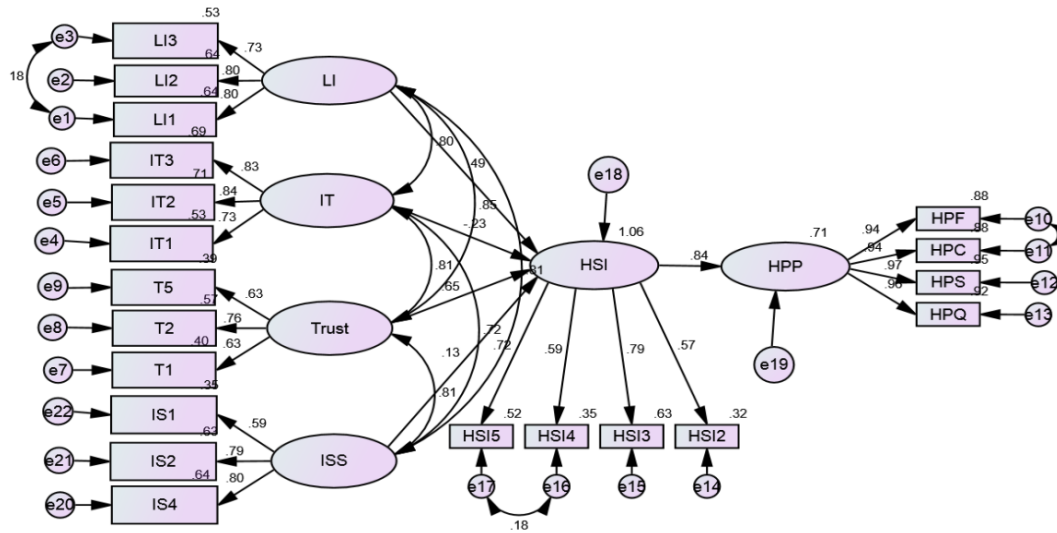 .53
e3
LI3
.73
.64
18
e2
LI2
.80
LI
.64
.80
e1
LI1
.69
.80
.49
e6
IT3
.83
.71
e18
.88
e5
IT2
.84
IT
.85
HPF
e10
.53
.73
-.23
1.06
.71
.94
.88
e4
IT1
.94
HPC
e11
.39
.81
.81
HSI
.84
HPP
.95
e9
T5
.63
.65
.97
HPS
e12
.57
.96
.92
e8
T2
.76
Trust
HPQ
e13
.40
.63
.13
.72
.72
.59
.79
.57
e19
e7
T1
.35
.81
e22
IS1
.59
.52
.35
.63
.32
.63
HSI5
HSI4
HSI3
HSI2
e21
IS2
.79
ISS
.64
.80
e17
e16
e15
e14
e20
IS4
.18